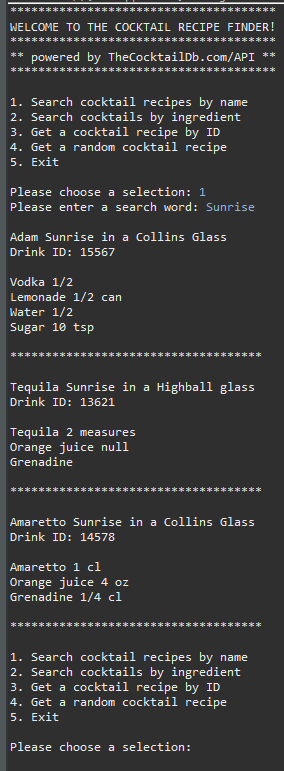 **************************************
WELCOME TO THE COCKTAIL RECIPE FINDER!
**************************************
** powered by TheCocktailDb.com/API **
**************************************
1. Search cocktail recipes by name
2. Search cocktails by ingredient
3. Get a cocktail recipe by ID
4. Get a random cocktail recipe
5. Exit
Please choose a selection: 1
Please enter a search word: Sunrise
Adam Sunrise in a Collins Glass
Drink ID: 15567
Vodka 1/2
Lemonade 1/2 can
Water 1/2
Sugar 10 tsp
************************************
Tequila Sunrise in a Highball glass
Drink ID: 13621
Tequila 2 measures
Orange juice null
Grenadine
************************************
Amaretto Sunrise in a Collins Glass
Drink ID: 14578
Amaretto 1 cl
Orange juice 4 oz
Grenadine 1/4 cl
************************************
1. Search cocktail recipes by name
2. Search cocktails by ingredient
3. Get a cocktail recipe by ID
4. Get a random cocktail recipe
5. Exit
Please choose a selection: